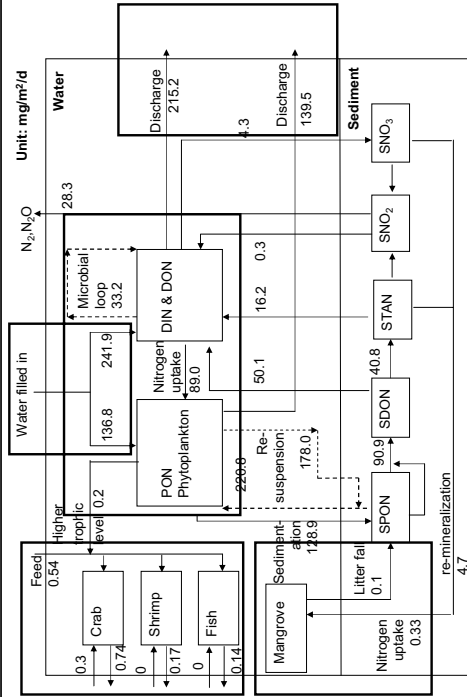 Unit: mg/m²/d
Water
Sediment
N₂,N₂O
28.3
Discharge
215.2
Discharge
139.5
4.3
Water filled in
136.8
241.9
Microbial
loop
33.2
DIN & DON
Nitrogen
uptake
89.0
PON
Phytoplankton
220.8
Re-
suspension
178.0
0.3
16.2
50.1
Higher
trophic
level 0.2
Feed
0.54
Crab
0.3
0.74
Shrimp
0
0.17
Fish
0
0.14
Sediment-
ation
128.9
Mangrove
Litter fall
0.1
Nitrogen
uptake
0.33
SPON
90.9
SDON
40.8
STAN
SNO₂
SNO₃
re-mineralization
4.7